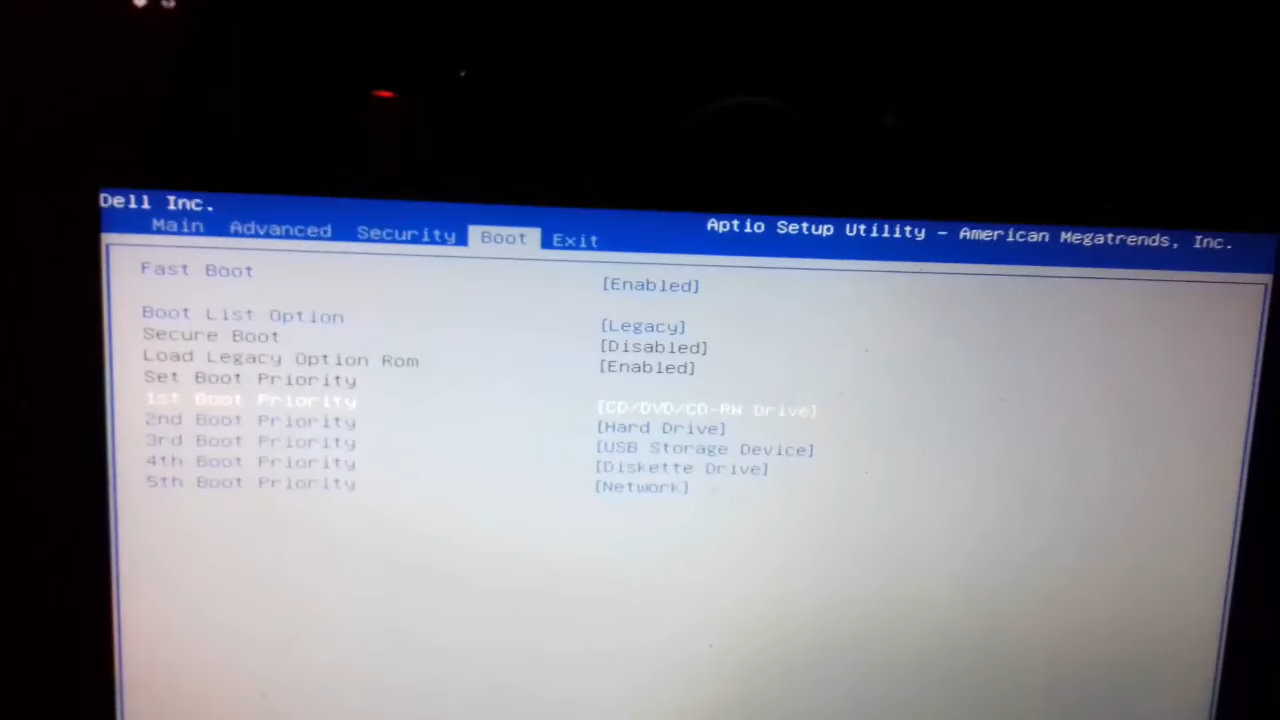 Dell Inc.
Aptio Setup Utility - American Megatrends, Inc.
Main Advanced Security Boot Exit
Fast Boot [Enabled]
Boot List Option [Legacy]
Secure Boot [Disabled]
Load Legacy Option Rom [Enabled]
Set Boot Priority
1st Boot Priority [CD/DVD/CD-RW Drive]
2nd Boot Priority [Hard Drive]
3rd Boot Priority [USB Storage Device]
4th Boot Priority [Diskette Drive]
5th Boot Priority [Network]